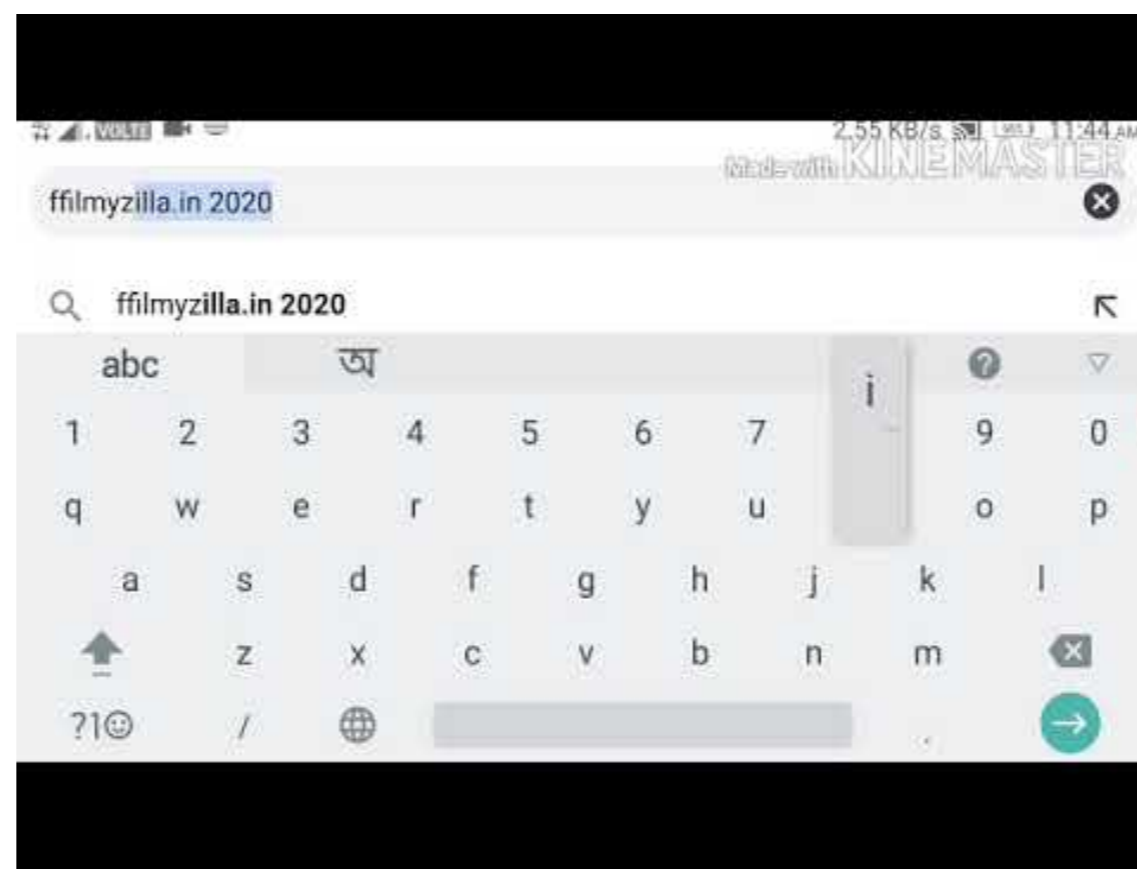 VOLTE 2.55 KB/s 11:44 AM
Made with KINEMASTER
ffilmyzilla.in 2020
ffilmyzilla.in 2020
abc অ i ?
1 2 3 4 5 6 7 9 0
q w e r t y u o p
a s d f g h j k l
z x c v b n m
?1☺ / .